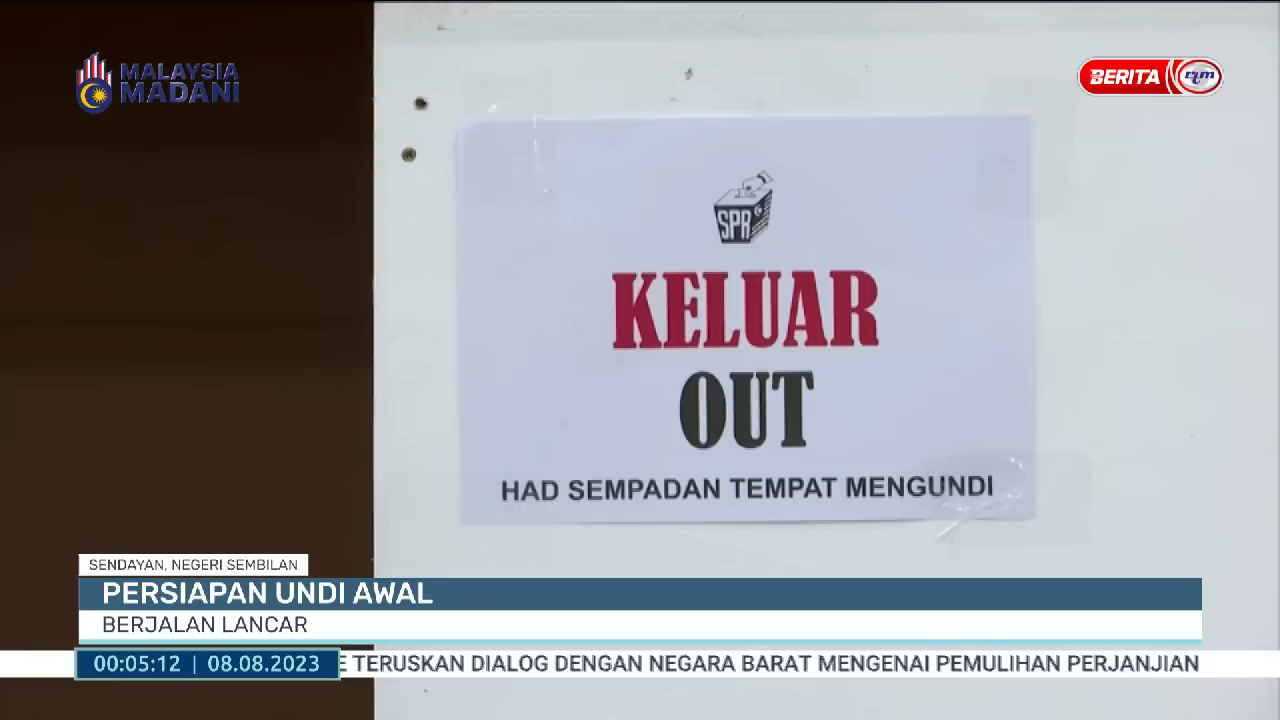 MALAYSIA
MADANI
BERITA rtm
SPR
KELUAR
OUT
HAD SEMPADAN TEMPAT MENGUNDI
SENDAYAN, NEGERI SEMBILAN
PERSIAPAN UNDI AWAL
BERJALAN LANCAR
00:05:12 | 08.08.2023 E TERUSKAN DIALOG DENGAN NEGARA BARAT MENGENAI PEMULIHAN PERJANJIAN